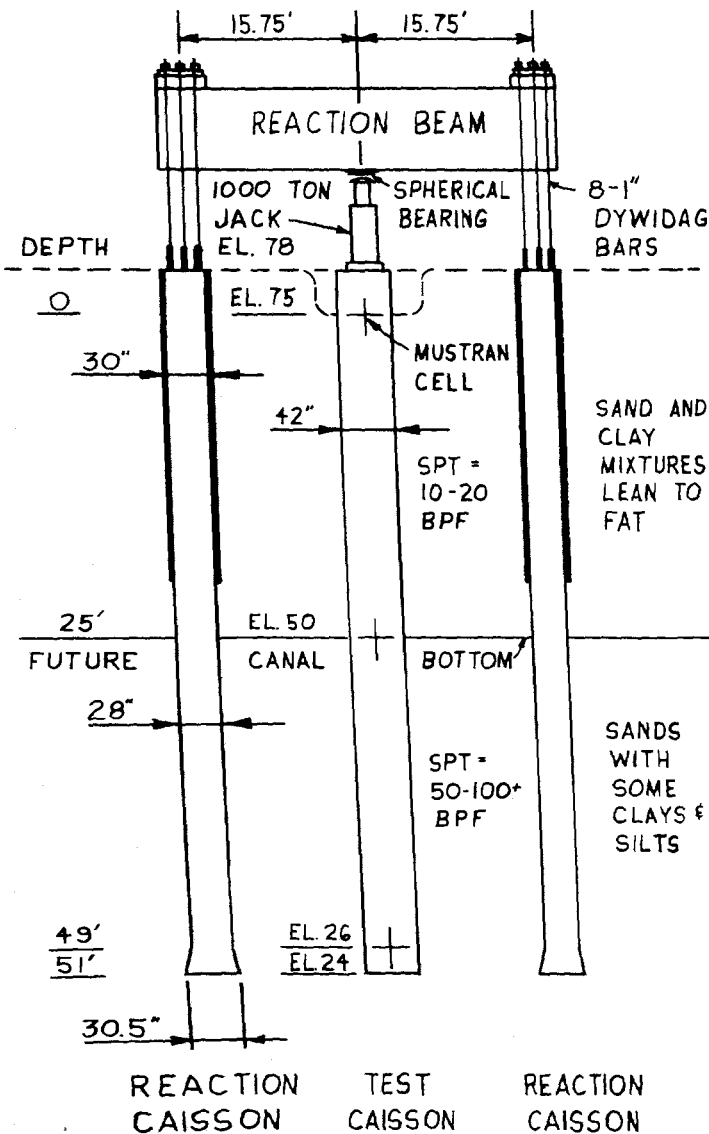 15.75' 15.75'
REACTION BEAM
1000 TON
JACK
SPHERICAL
BEARING
8-1"
DYWIDAG
BARS
DEPTH
EL. 78
0
EL. 75
MUSTRAN
CELL
30"
42"
SPT =
10-20
BPF
SAND AND
CLAY
MIXTURES
LEAN TO
FAT
25'
EL. 50
FUTURE CANAL BOTTOM
28"
SPT =
50-100+
BPF
SANDS
WITH
SOME
CLAYS &
SILTS
49'
51'
EL. 26
EL. 24
30.5"
REACTION
CAISSON
TEST
CAISSON
REACTION
CAISSON